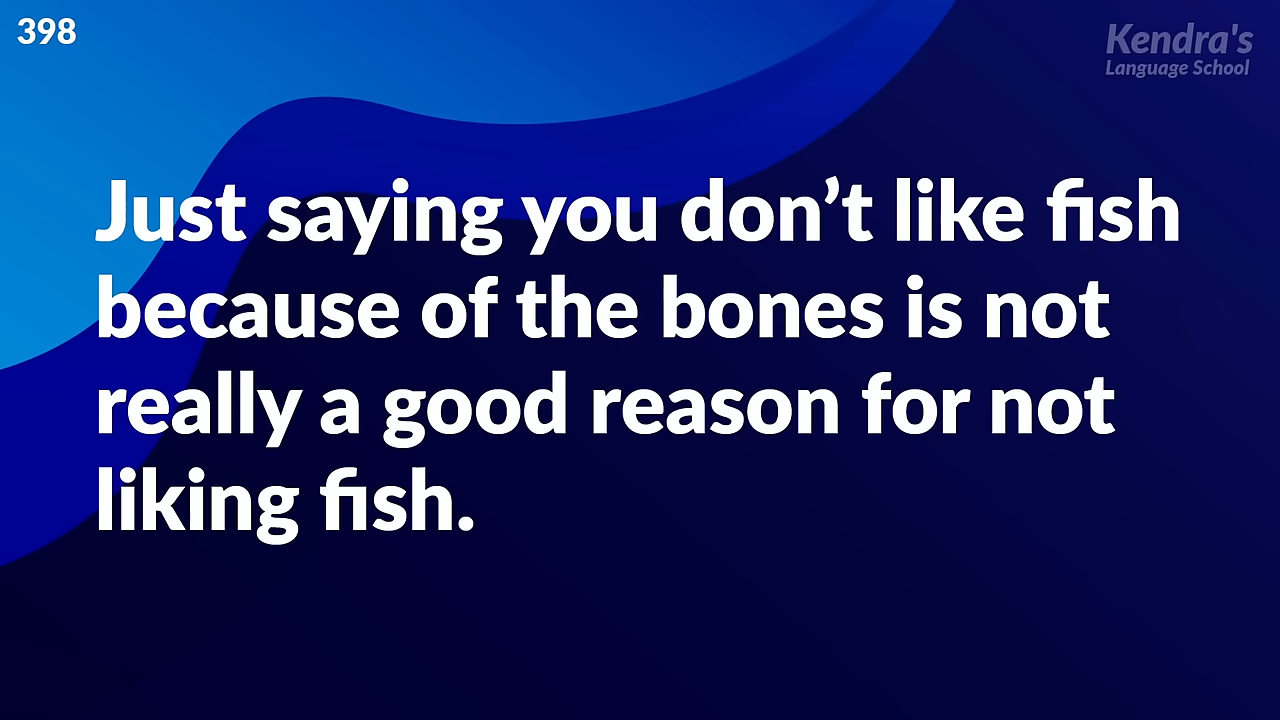 398
Kendra's
Language School
Just saying you don’t like fish
because of the bones is not
really a good reason for not
liking fish.